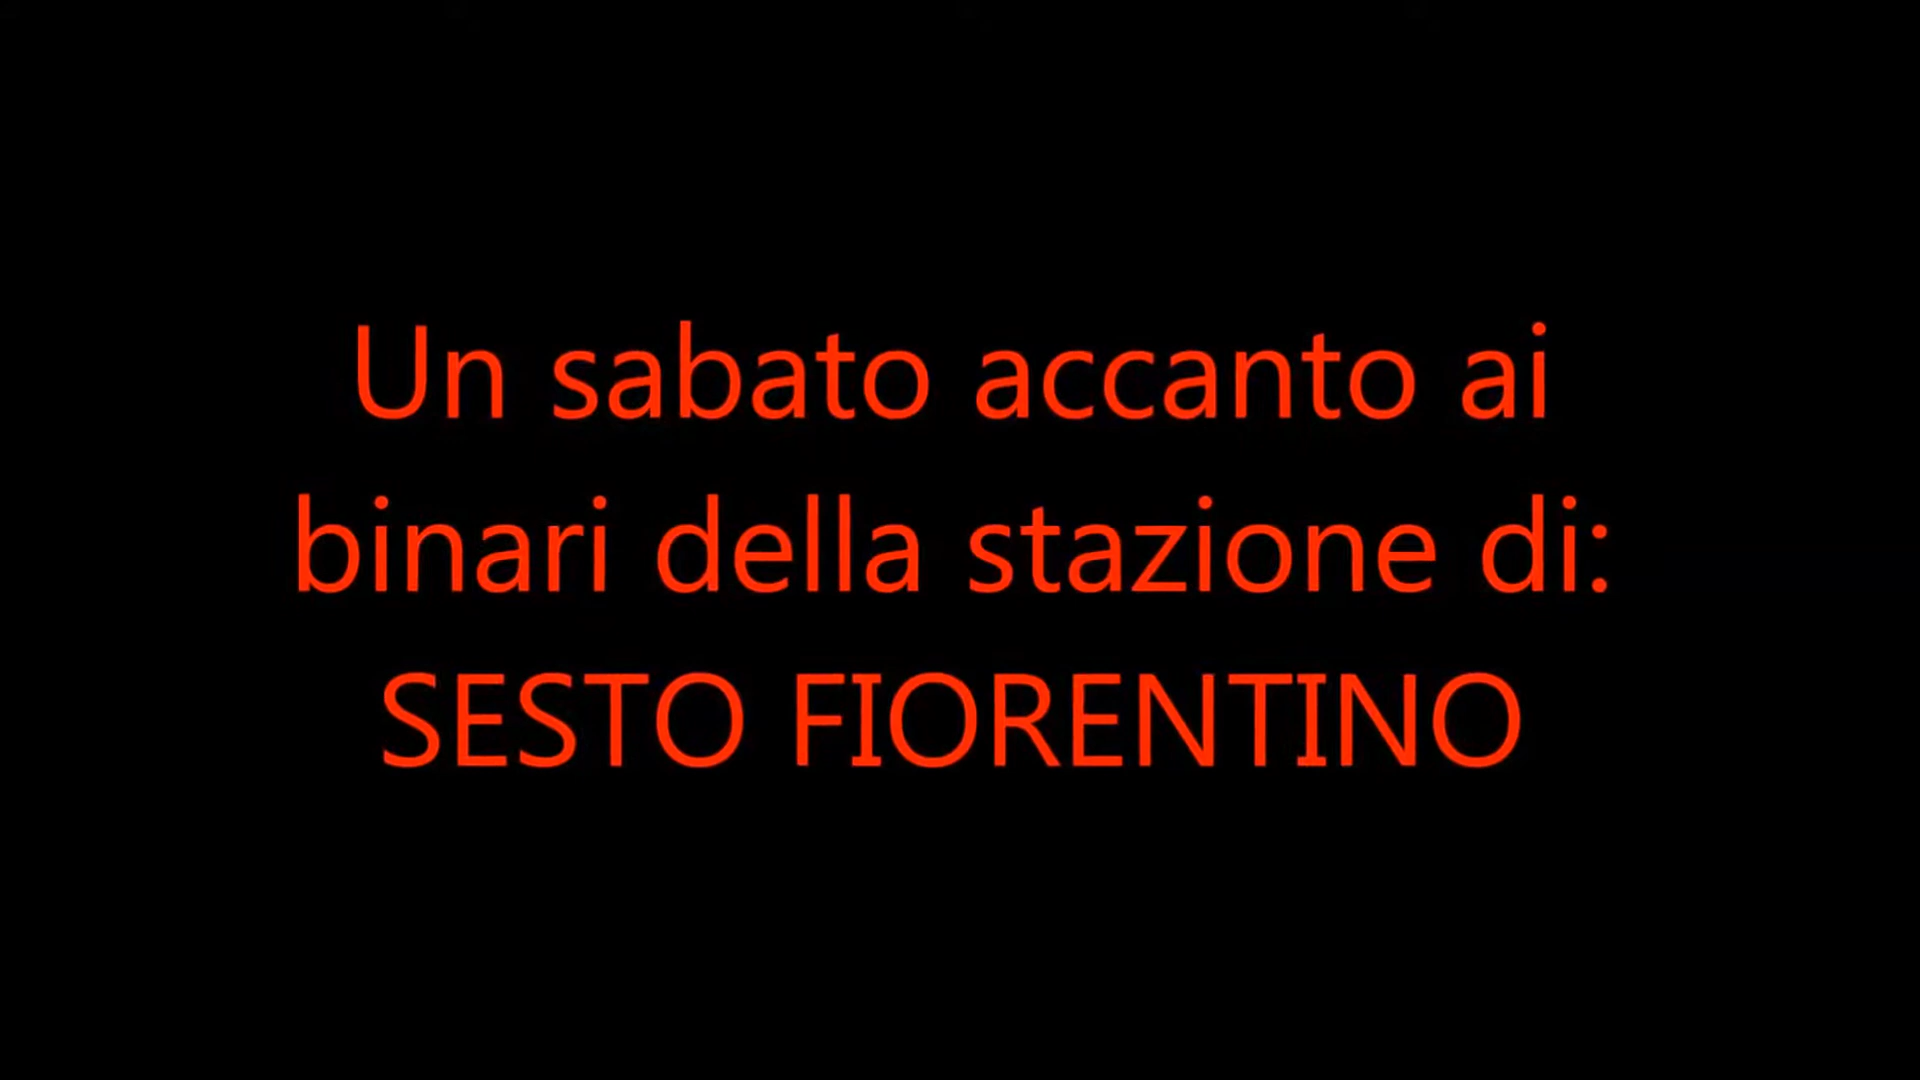 Un sabato accanto ai
binari della stazione di:
SESTO FIORENTINO